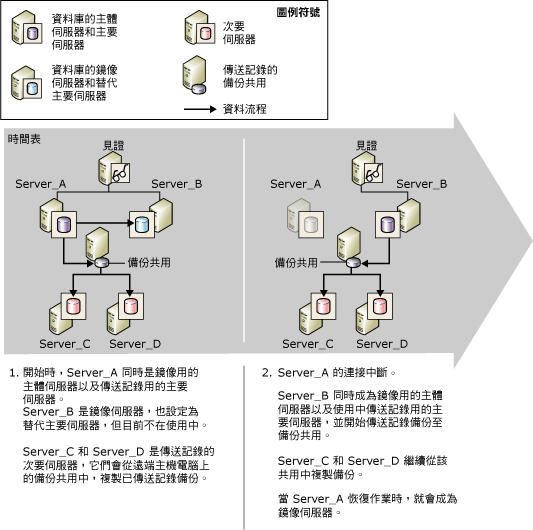 圖例符號
資料庫的主體
伺服器和主要
伺服器
次要
伺服器
資料庫的鏡像
伺服器和替代
主要伺服器
傳送記錄的
備份共用
資料流程
時間表
見證
Server_A
Server_B
備份共用
Server_C
Server_D
見證
Server_A
Server_B
備份共用
Server_C
Server_D
1. 開始時，Server_A 同時是鏡像用的
主體伺服器以及傳送記錄用的主要
伺服器。
Server_B 是鏡像伺服器，也設定為
替代主要伺服器，但目前不在使用中。
Server_C 和 Server_D 是傳送記錄的
次要伺服器，它們會從遠端主機電腦上
的備份共用中，複製已傳送記錄備份。
2. Server_A 的連接中斷。
Server_B 同時成為鏡像用的主體
伺服器以及使用中傳送記錄用的主
要伺服器，並開始傳送記錄備份至
備份共用。
Server_C 和 Server_D 繼續從該
共用中複製備份。
當 Server_A 恢復作業時，就會成為
鏡像伺服器。